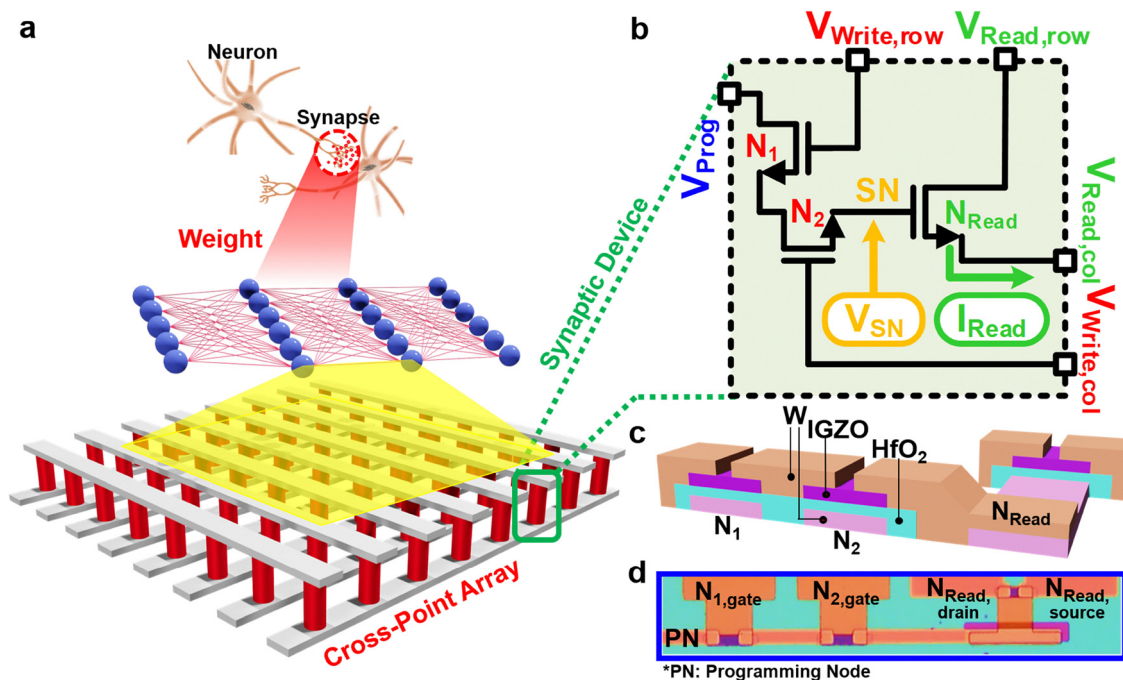 a
Neuron
Synapse
Weight
Cross-Point Array
Synaptic Device
b
V_Write,row
V_Read,row
V_Prog
N_1
N_2
SN
N_Read
V_SN
I_Read
V_Read,col
V_Write,col
c
W
IGZO
HfO_2
N_1
N_2
N_Read
d
N_1,gate
N_2,gate
N_Read,
drain
N_Read,
source
PN
*PN: Programming Node